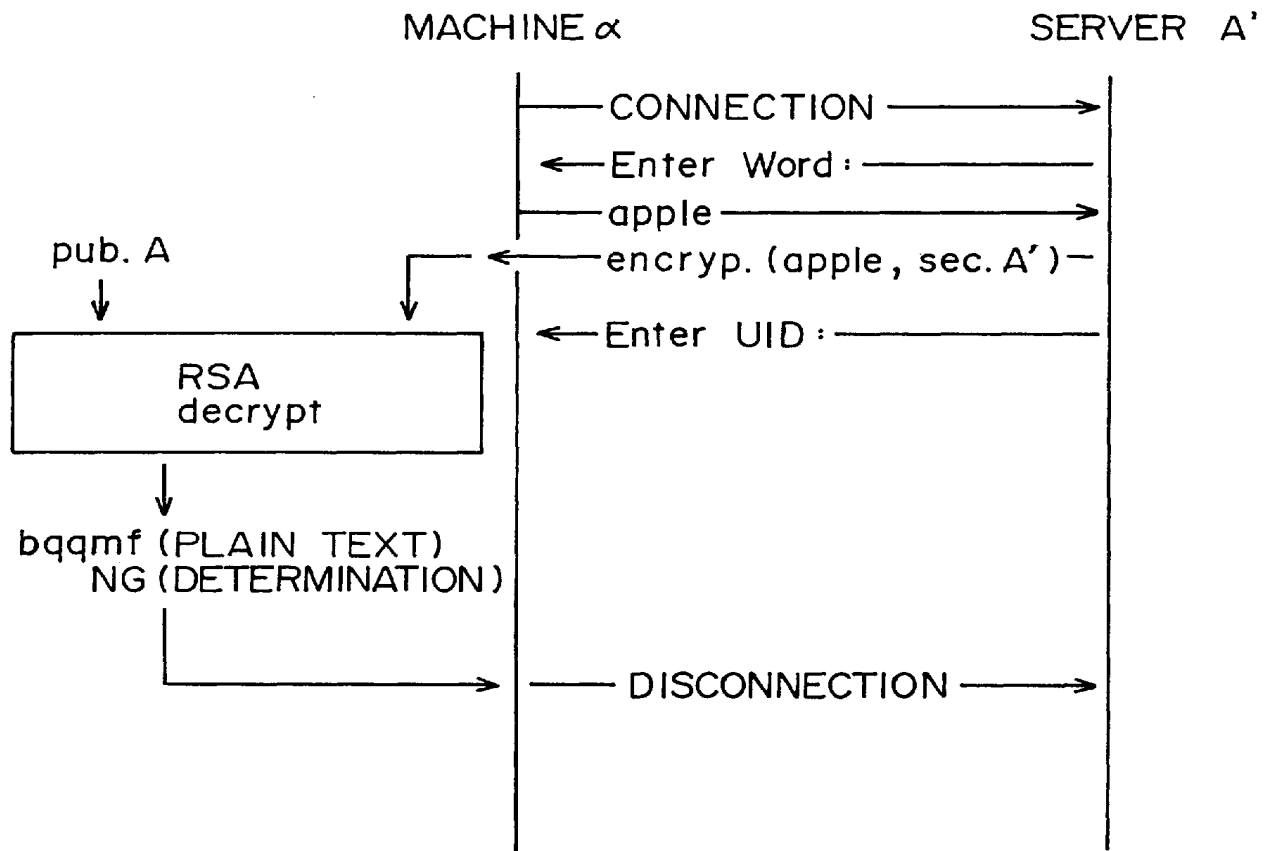 MACHINE α
SERVER A'
CONNECTION
Enter Word:
apple
pub. A
encryp. (apple, sec. A')
Enter UID:
RSA
decrypt
bqqmf (PLAIN TEXT)
NG (DETERMINATION)
DISCONNECTION